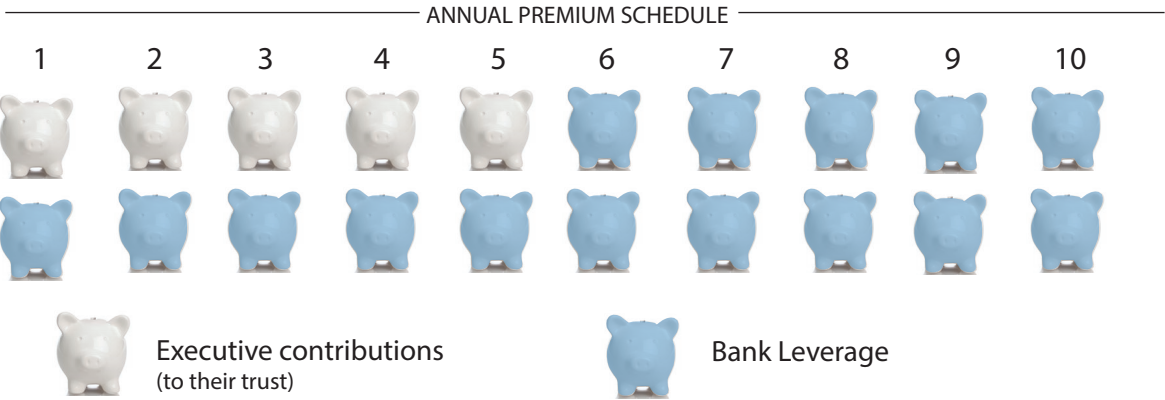 ANNUAL PREMIUM SCHEDULE
1 2 3 4 5 6 7 8 9 10
Executive contributions
(to their trust)
Bank Leverage